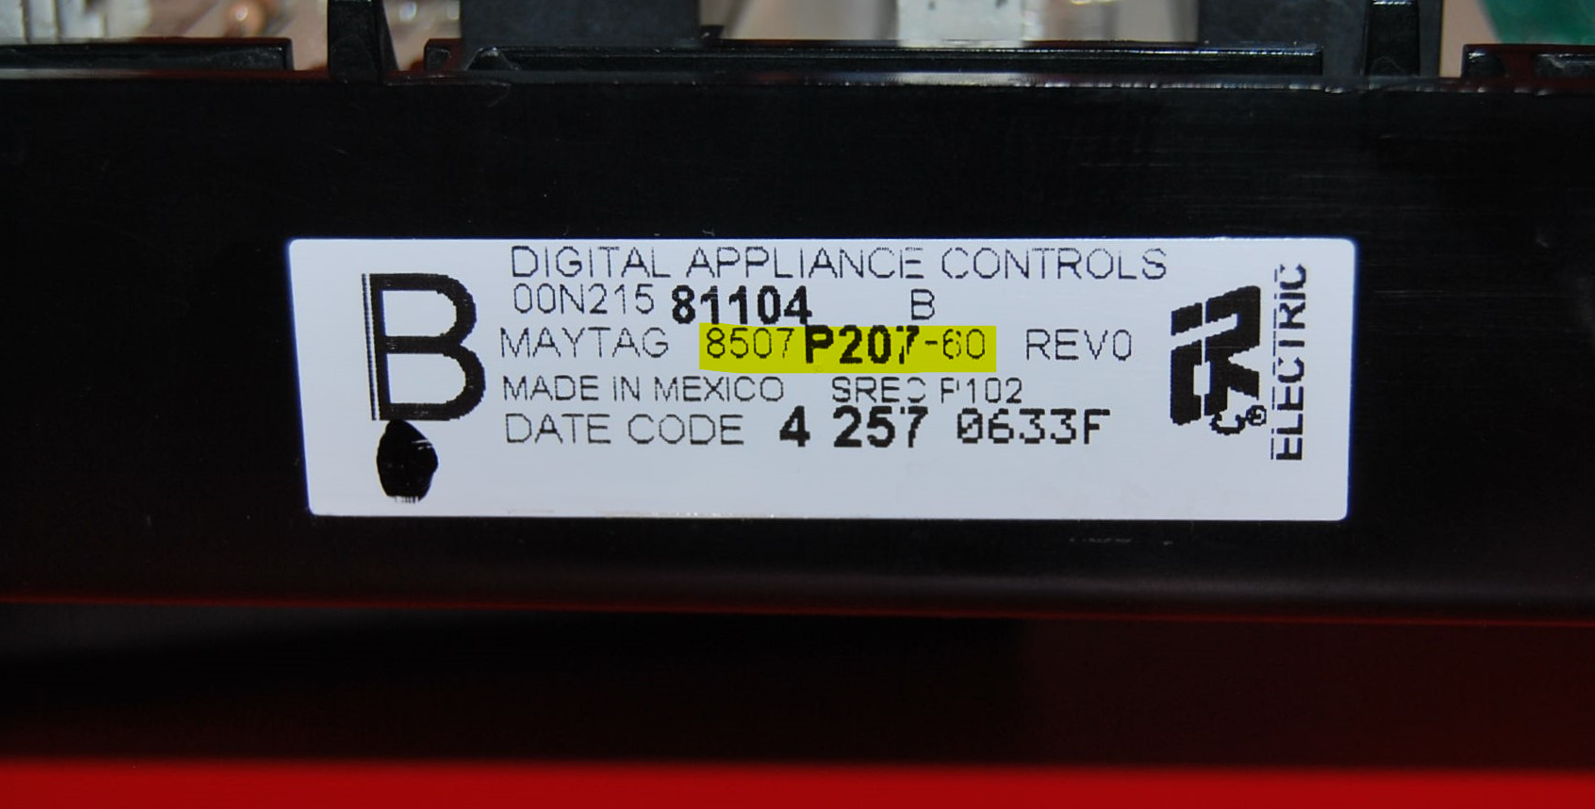 B
DIGITAL APPLIANCE CONTROLS
00N215 81104 B
MAYTAG 8507P207-60 REV0
MADE IN MEXICO SREC P102
DATE CODE 4 257 0633F
ELECTRIC